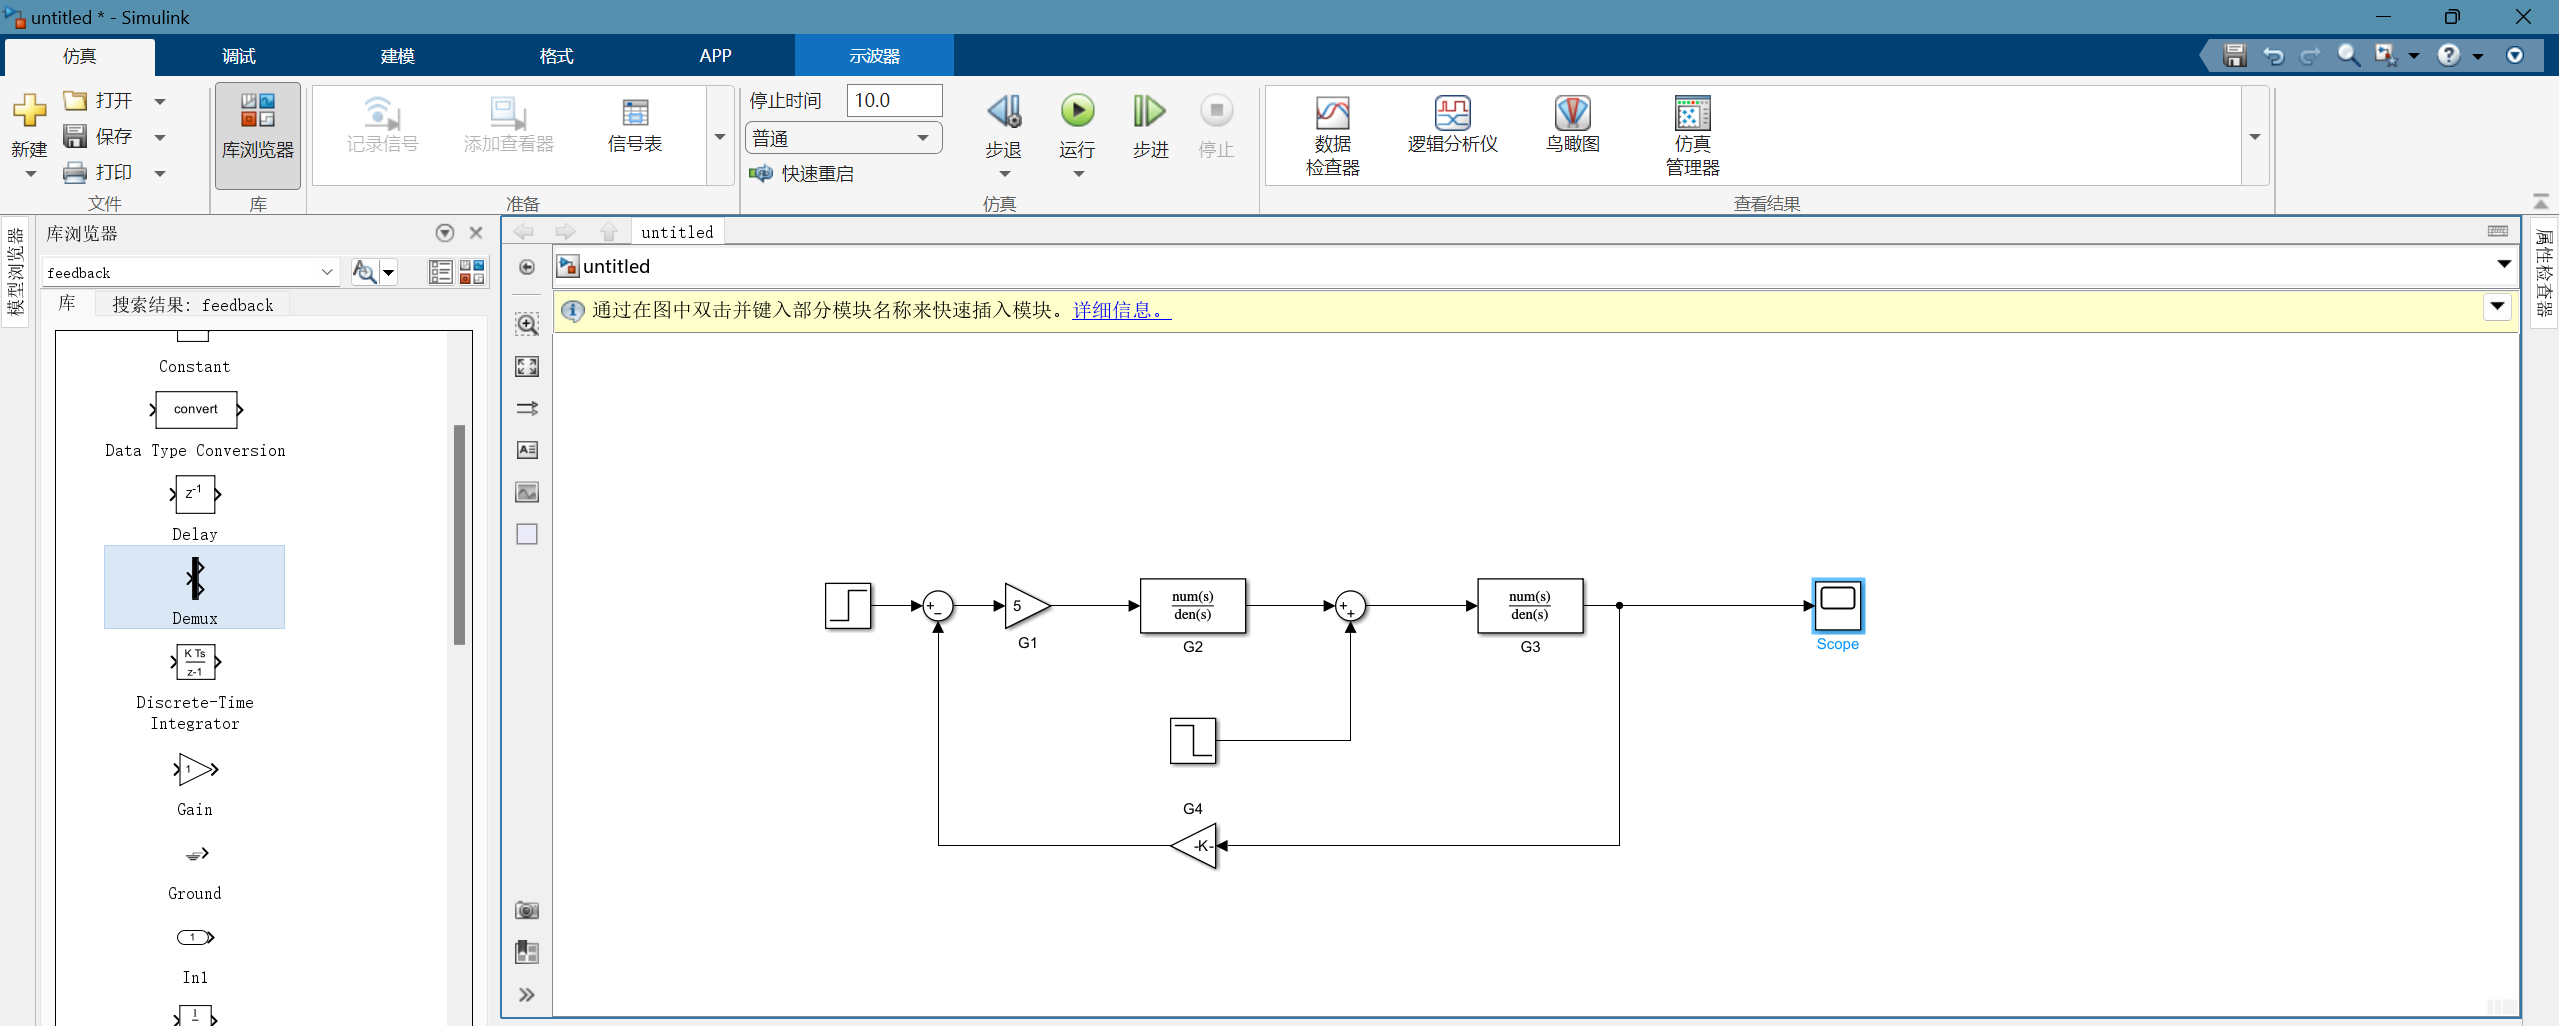 untitled * - Simulink
仿真
调试
建模
格式
APP
示波器
新建
打开
保存
打印
文件
库浏览器
库
记录信号
添加查看器
信号表
准备
停止时间
10.0
普通
快速重启
步退
运行
步进
停止
仿真
数据
检查器
逻辑分析仪
鸟瞰图
仿真
管理器
查看结果
模型浏览器
库浏览器
feedback
库
搜索结果: feedback
Constant
convert
Data Type Conversion
z-1
Delay
Demux
K Ts
z-1
Discrete-Time
Integrator
1
Gain
Ground
1
In1
1
untitled
untitled
通过在图中双击并键入部分模块名称来快速插入模块。详细信息。
5
G1
num(s)
den(s)
G2
num(s)
den(s)
G3
Scope
G4
-K-
属性检查器